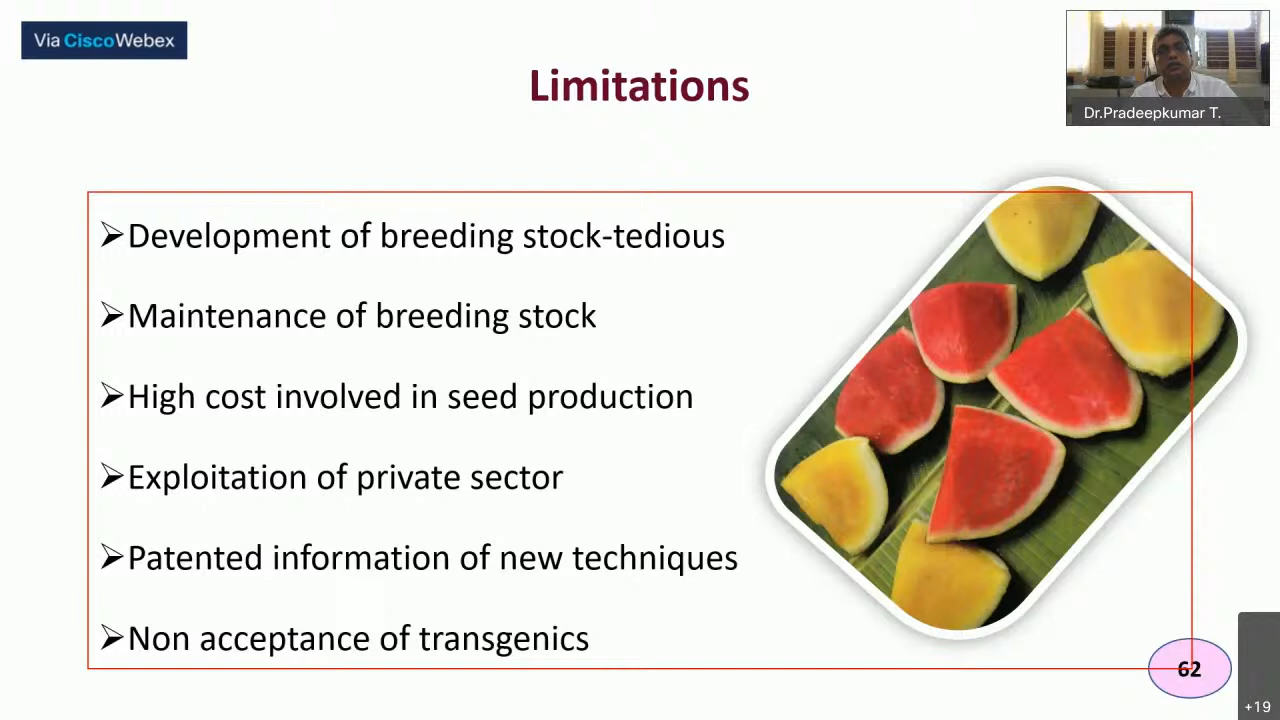 Via CiscoWebex
Dr.Pradeepkumar T.
Limitations
➢Development of breeding stock-tedious
➢Maintenance of breeding stock
➢High cost involved in seed production
➢Exploitation of private sector
➢Patented information of new techniques
➢Non acceptance of transgenics
62
+19